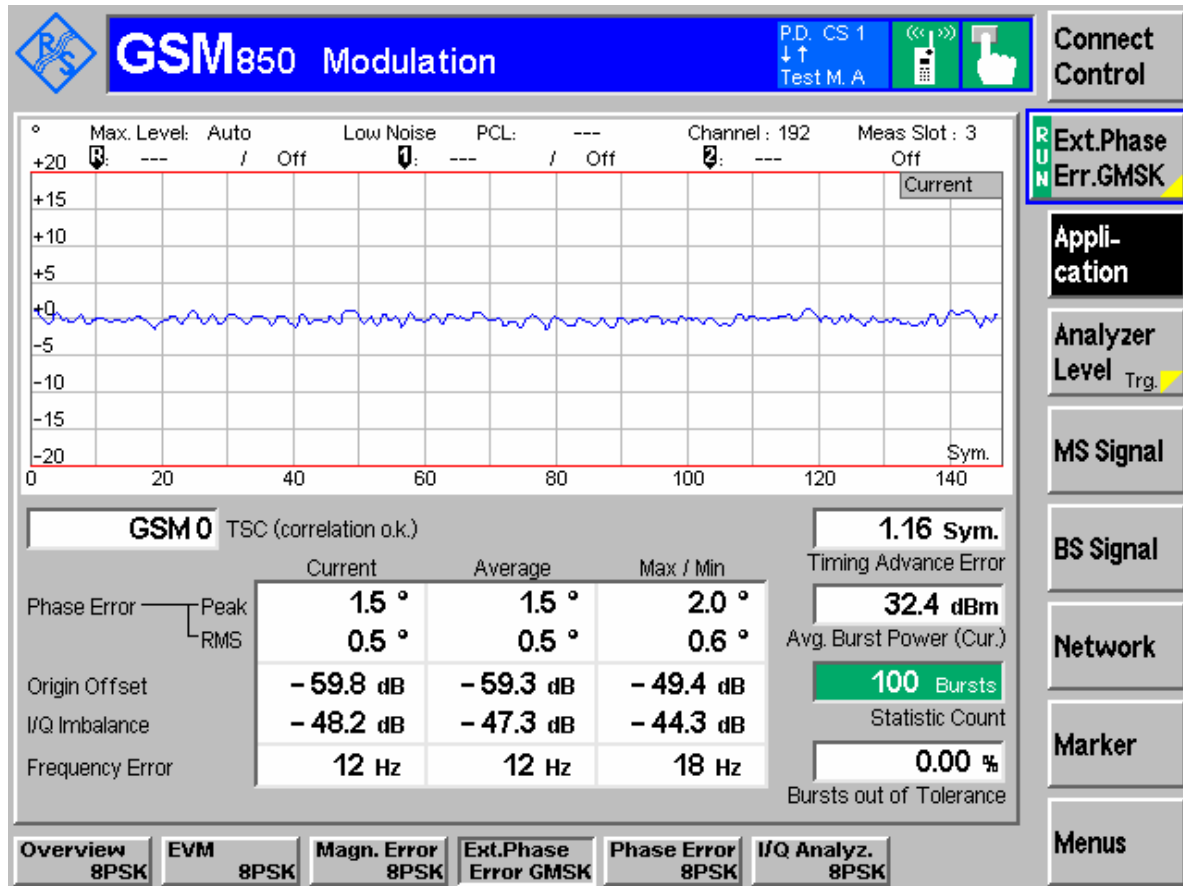 R S
GSM850 Modulation
P.D. CS 1
Test M. A
Connect
Control
° Max. Level: Auto Low Noise PCL: --- Channel : 192 Meas Slot : 3
R: --- / Off 1: --- / Off 2: --- Off
Current
+20
+15
+10
+5
+0
-5
-10
-15
-20
Sym.
0 20 40 60 80 100 120 140
GSM 0 TSC (correlation o.k.)
Current Average Max / Min
Phase Error Peak 1.5 ° 1.5 ° 2.0 °
RMS 0.5 ° 0.5 ° 0.6 °
Origin Offset – 59.8 dB – 59.3 dB – 49.4 dB
I/Q Imbalance – 48.2 dB – 47.3 dB – 44.3 dB
Frequency Error 12 Hz 12 Hz 18 Hz
1.16 Sym.
Timing Advance Error
32.4 dBm
Avg. Burst Power (Cur.)
100 Bursts
Statistic Count
0.00 %
Bursts out of Tolerance
RUN
Ext.Phase
Err.GMSK
Appli-
cation
Analyzer
Level Trg.
MS Signal
BS Signal
Network
Marker
Menus
Overview
8PSK
EVM
8PSK
Magn. Error
8PSK
Ext.Phase
Error GMSK
Phase Error
8PSK
I/Q Analyz.
8PSK